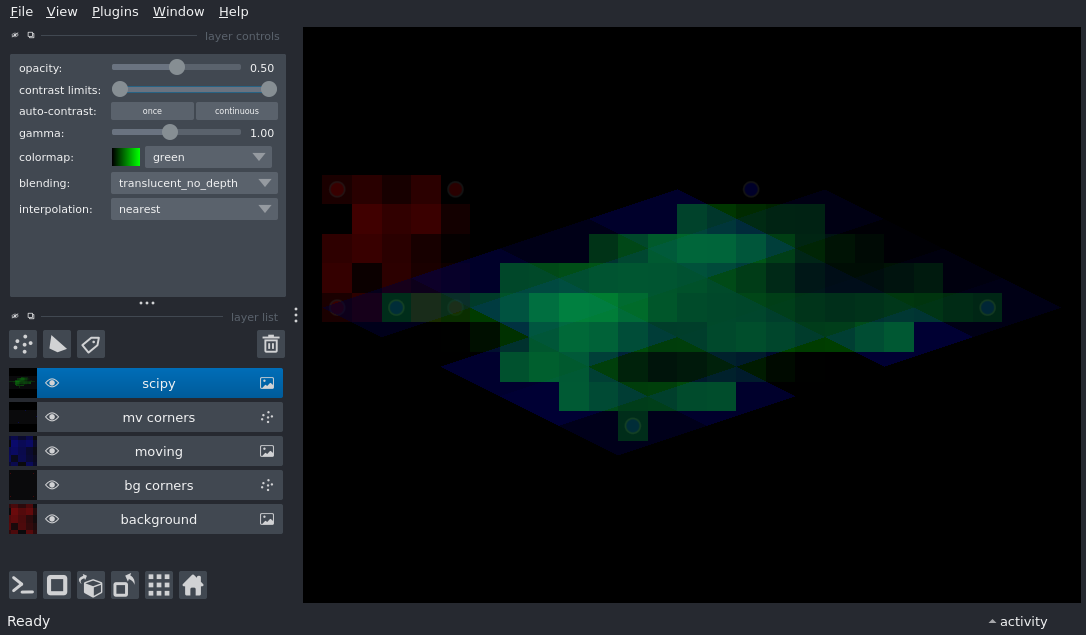 File View Plugins Window Help
layer controls
opacity: 0.50
contrast limits:
auto-contrast: once continuous
gamma: 1.00
colormap: green
blending: translucent_no_depth
interpolation: nearest
layer list
scipy
mv corners
moving
bg corners
background
Ready
activity